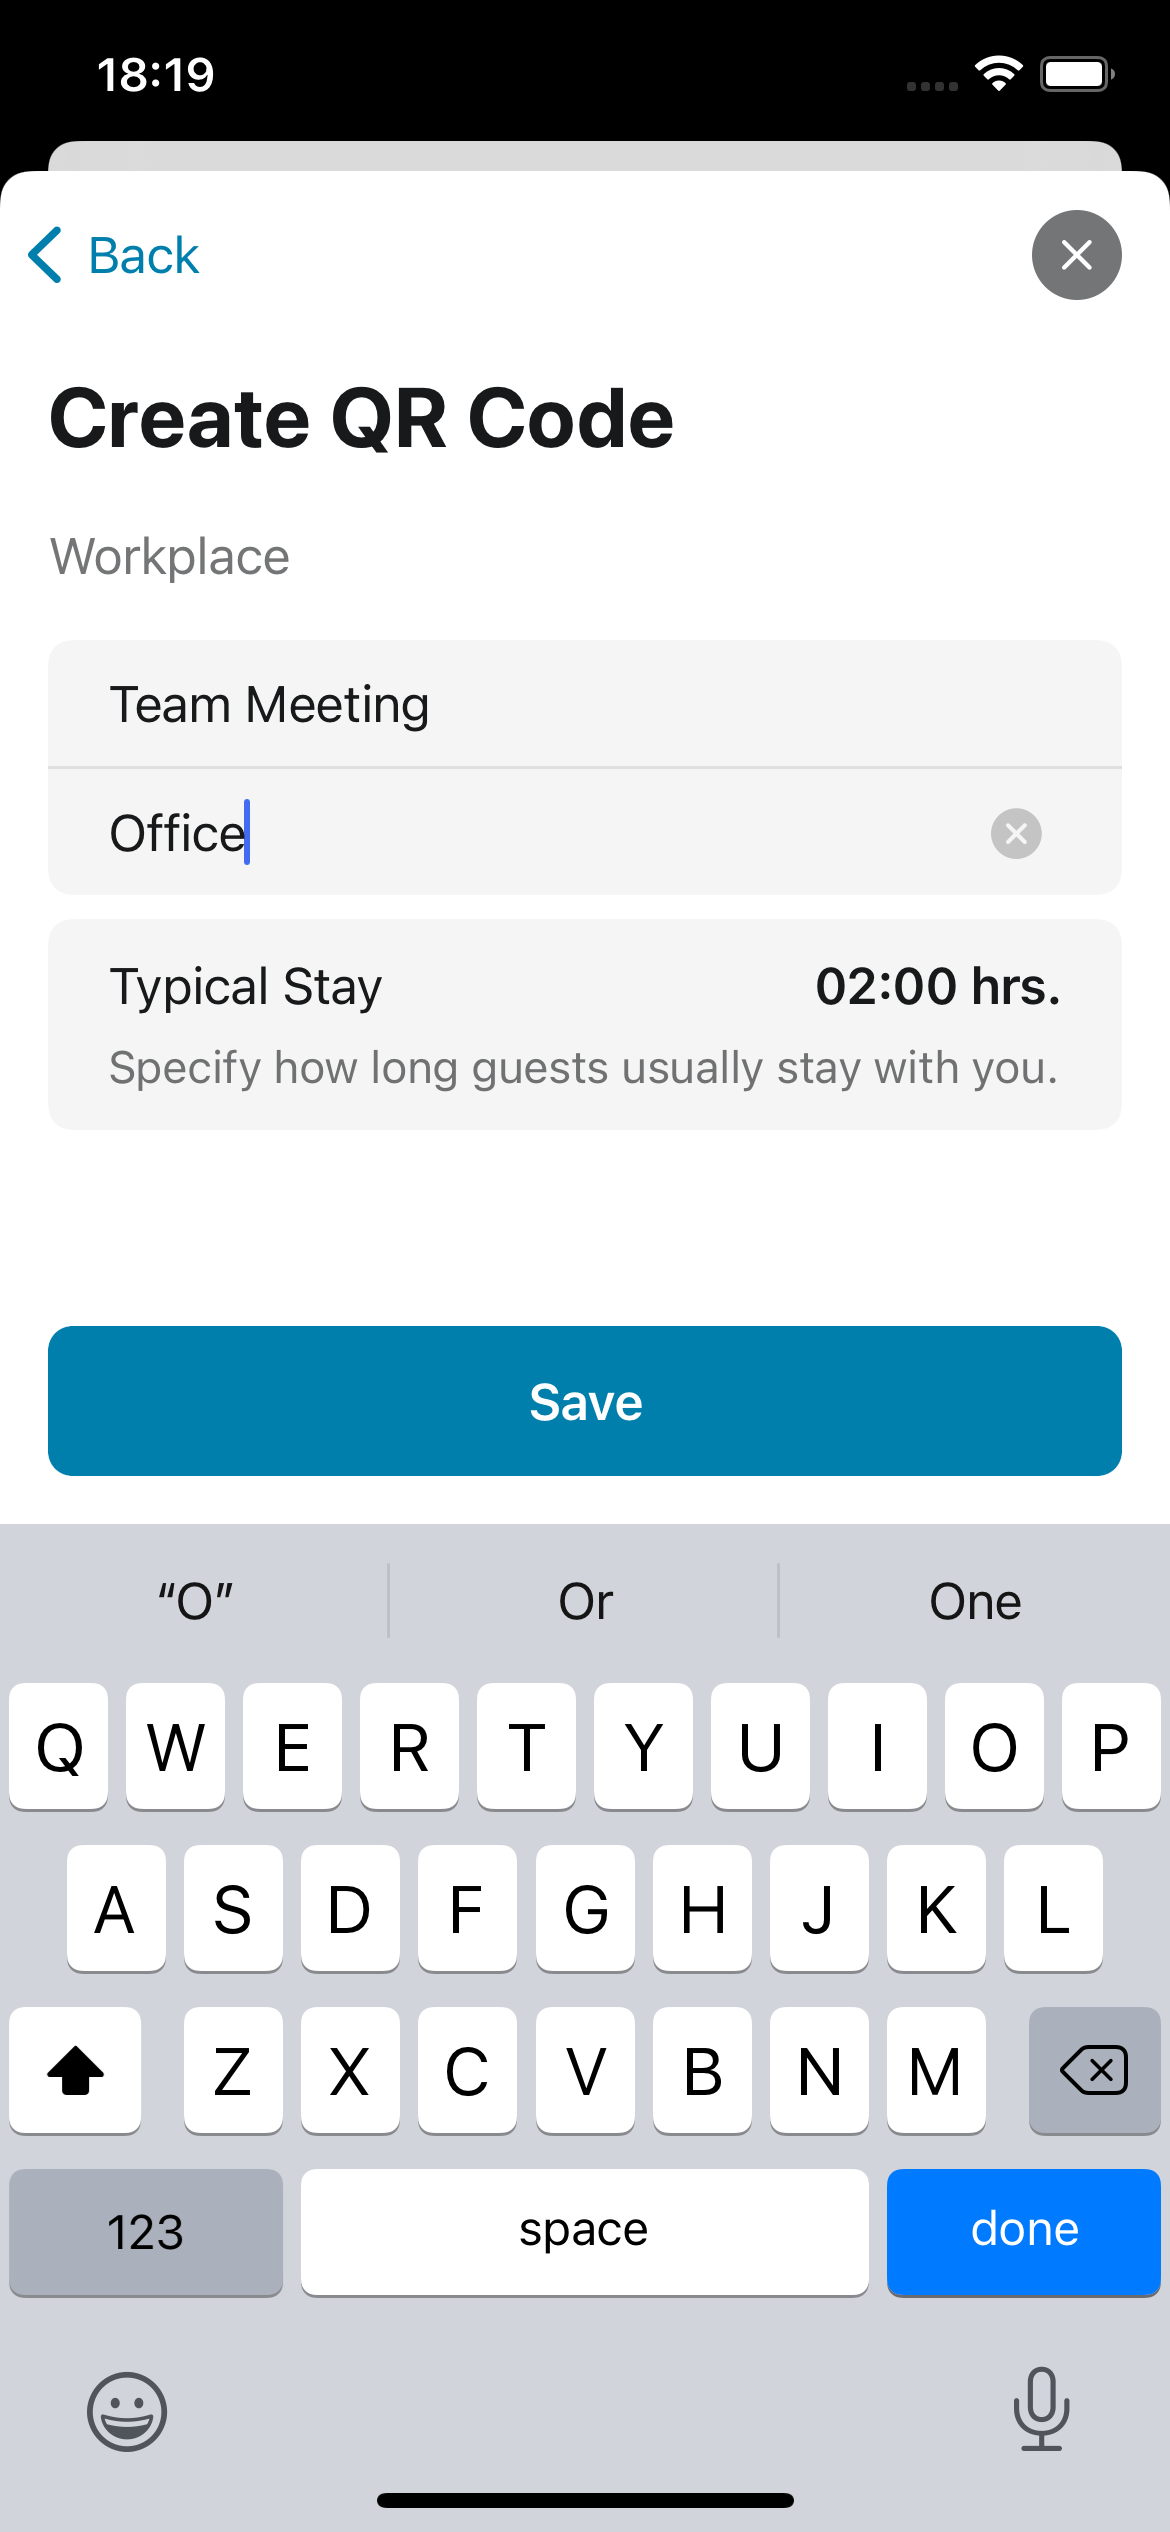 18:19
Back
Create QR Code
Workplace
Team Meeting
Office
Typical Stay 02:00 hrs.
Specify how long guests usually stay with you.
Save
“O” Or One
Q W E R T Y U I O P
A S D F G H J K L
Z X C V B N M
123 space done